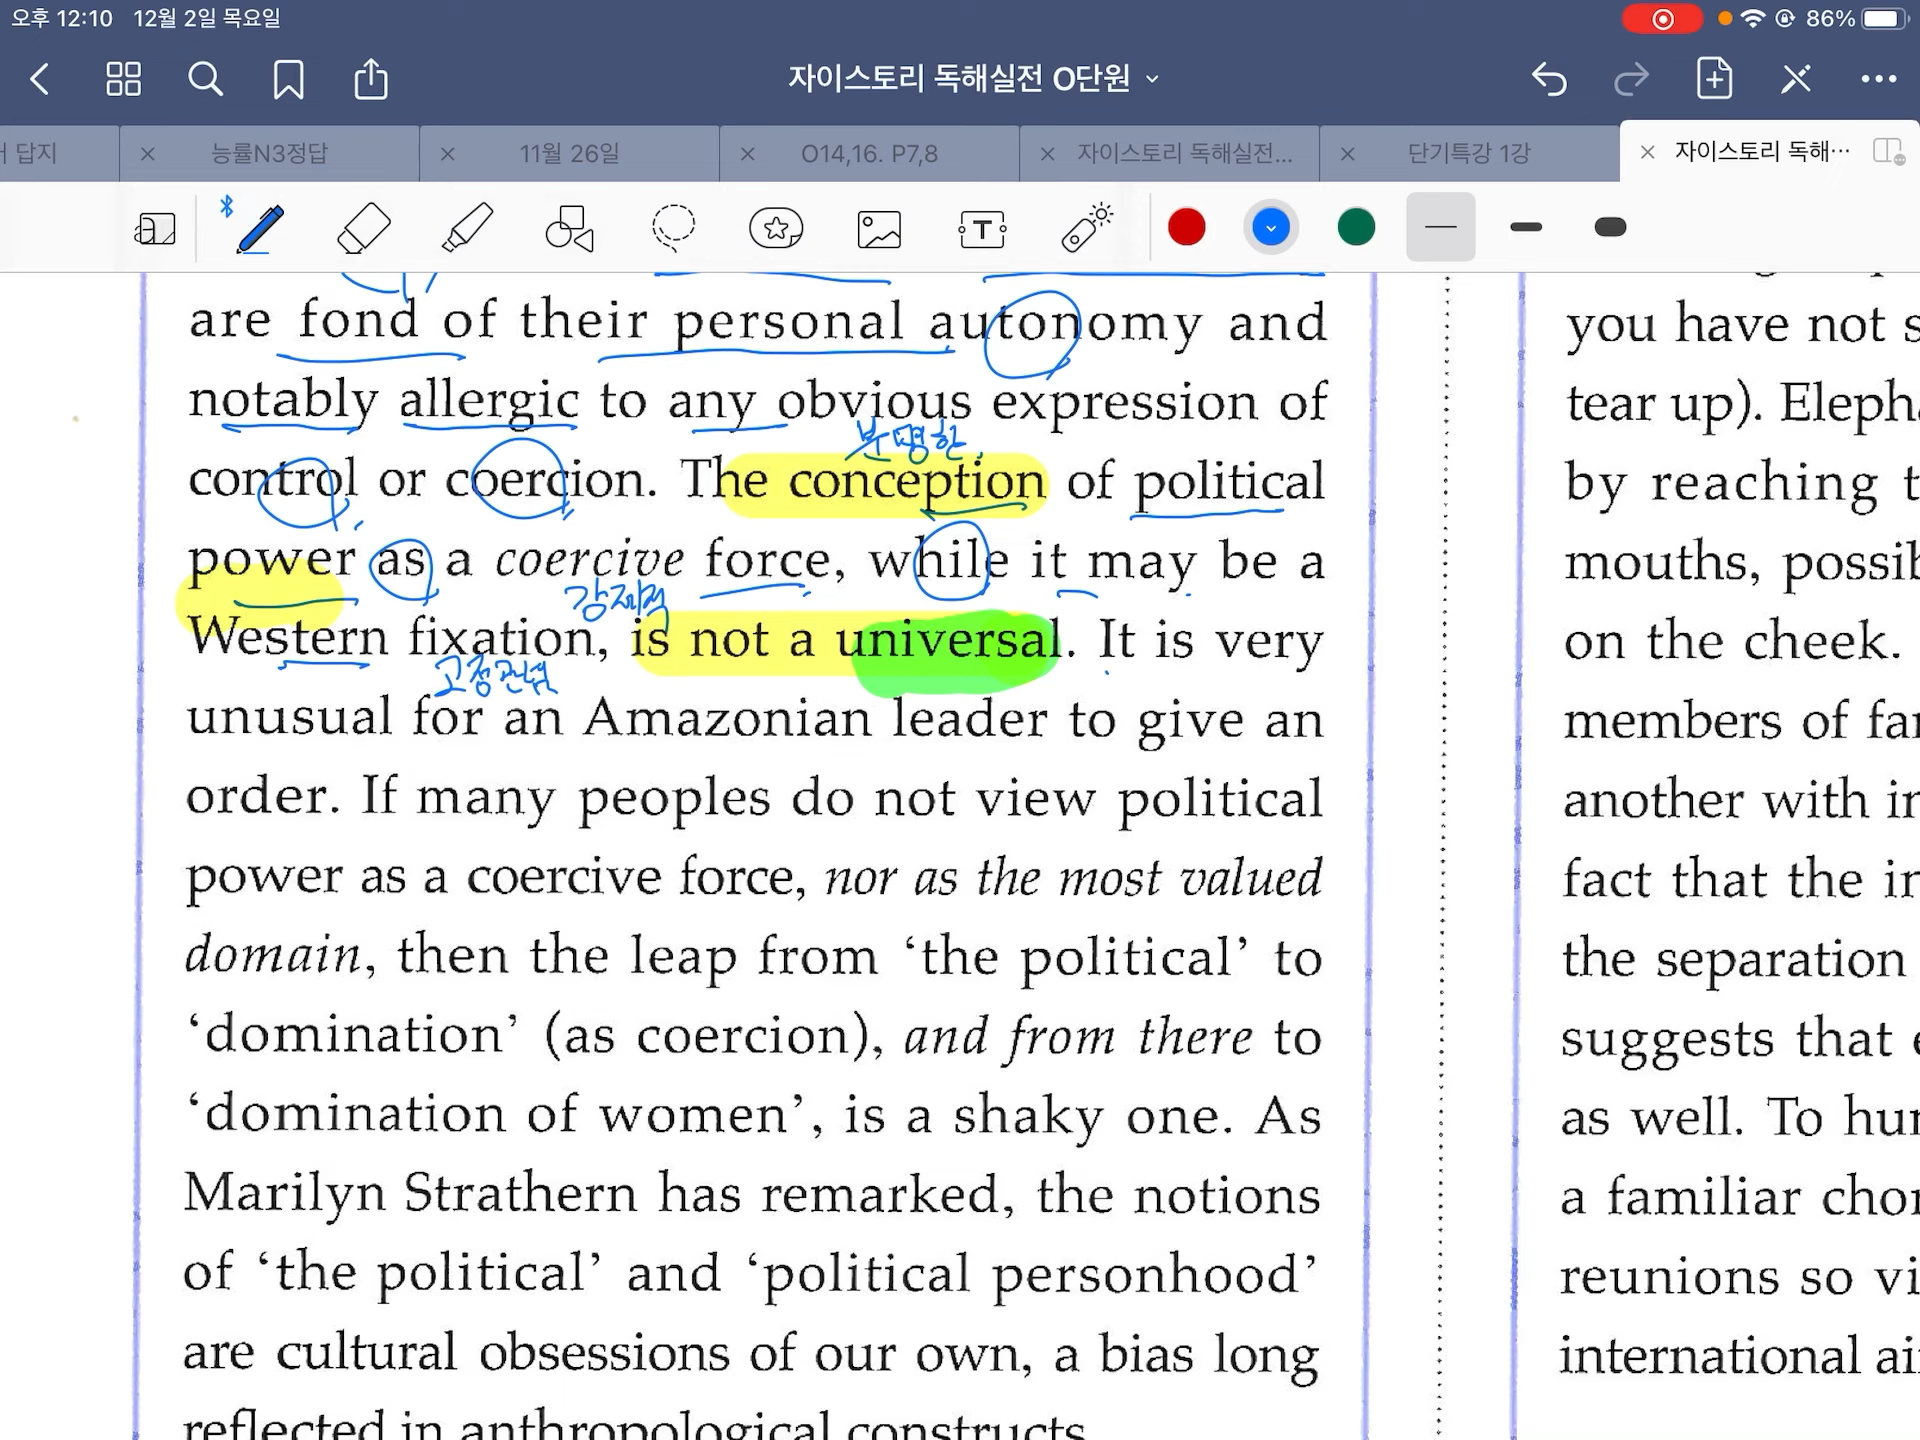 오후 12:10 12월 2일 목요일
86%
자이스토리 독해실전 O단원
답지
능률N3정답
11월 26일
O14,16. P7,8
자이스토리 독해실전...
단기특강 1강
자이스토리 독해...
are fond of their personal autonomy and
notably allergic to any obvious expression of
분명한
control or coercion. The conception of political
power as a coercive force, while it may be a
강제적
Western fixation, is not a universal. It is very
고정관념
unusual for an Amazonian leader to give an
order. If many peoples do not view political
power as a coercive force, nor as the most valued
domain, then the leap from ‘the political’ to
‘domination’ (as coercion), and from there to
‘domination of women’, is a shaky one. As
Marilyn Strathern has remarked, the notions
of ‘the political’ and ‘political personhood’
are cultural obsessions of our own, a bias long
reflected in anthropological constructs.
you have not s
tear up). Eleph
by reaching t
mouths, possib
on the cheek.
members of fa
another with i
fact that the i
the separation
suggests that
as well. To hu
a familiar cho
reunions so vi
international ai